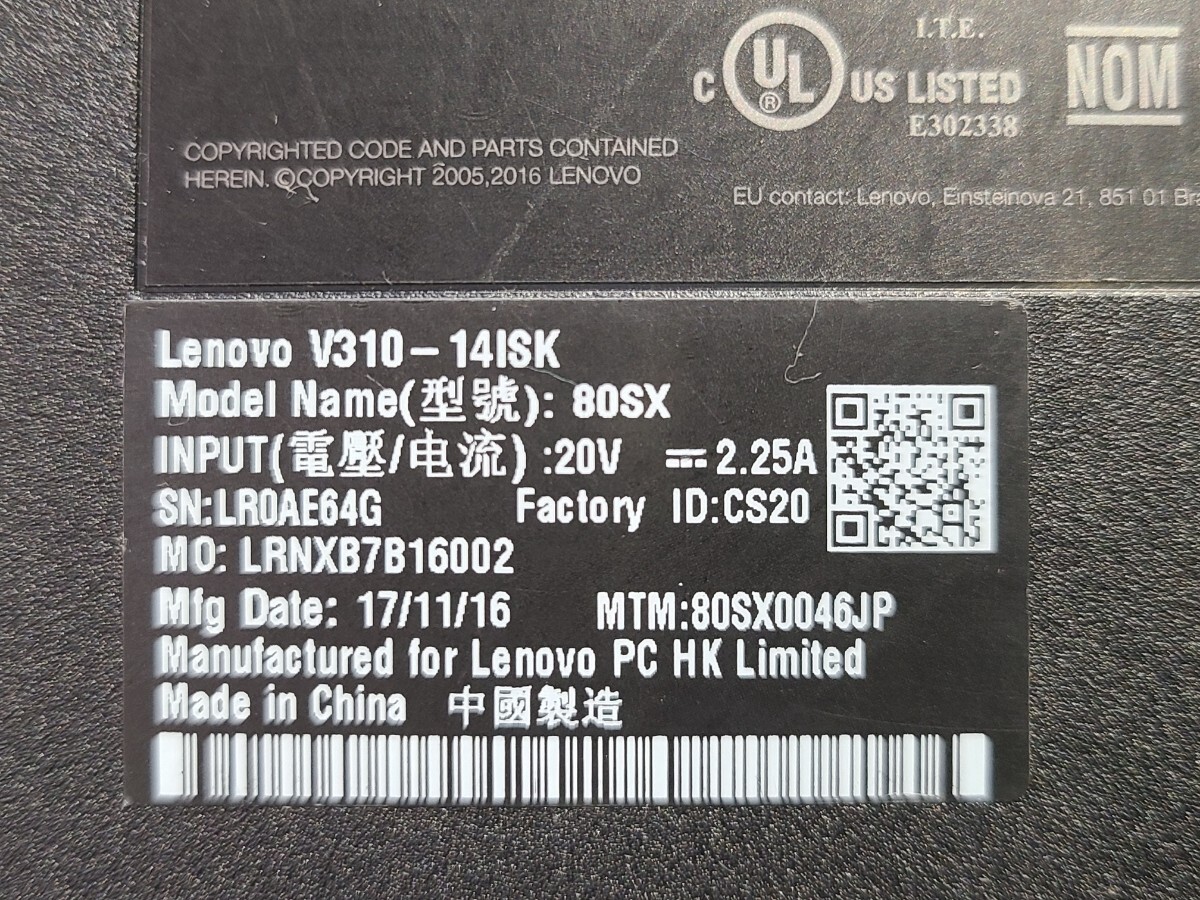 I.T.E.
C UL ® US LISTED
E302338
NOM
COPYRIGHTED CODE AND PARTS CONTAINED
HEREIN. ©COPYRIGHT 2005,2016 LENOVO
EU contact: Lenovo, Einsteinova 21, 851 01 Bra
Lenovo V310-14ISK
Model Name(型號): 80SX
INPUT(電壓/电流) :20V ⎓ 2.25A
SN:LR0AE64G Factory ID:CS20
MO: LRNXB7B16002
Mfg Date: 17/11/16 MTM:80SX0046JP
Manufactured for Lenovo PC HK Limited
Made in China 中國製造